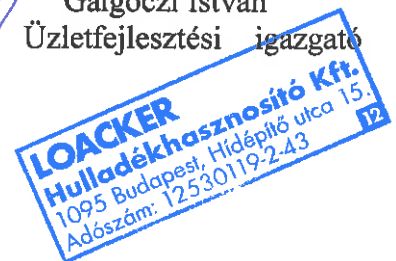 Galgóczi István
Üzletfejlesztési igazgató
LOACKER
Hulladékhasznosító Kft.
1095 Budapest, Hídépítő utca 15.
Adószám: 12530119-2-43
12